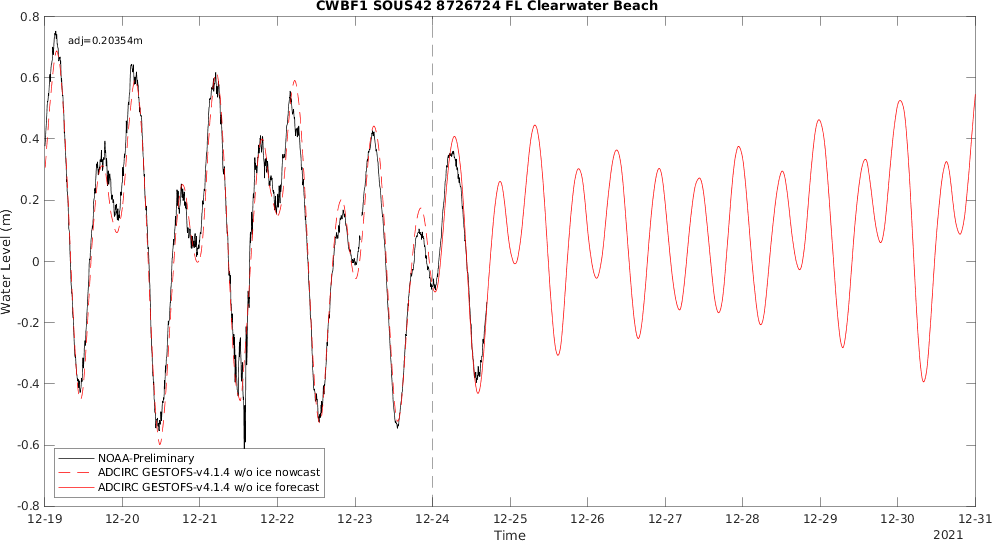 CWBF1 SOUS42 8726724 FL Clearwater Beach
adj=0.20354m
0.8
0.6
0.4
0.2
0
-0.2
-0.4
-0.6
-0.8
Water Level (m)
NOAA-Preliminary
ADCIRC GESTOFS-v4.1.4 w/o ice nowcast
ADCIRC GESTOFS-v4.1.4 w/o ice forecast
12-19 12-20 12-21 12-22 12-23 12-24 12-25 12-26 12-27 12-28 12-29 12-30 12-31
Time
2021